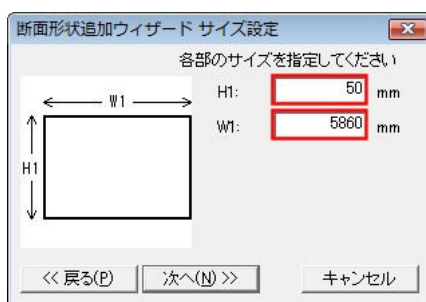 断面形状追加ウィザード サイズ設定
各部のサイズを指定してください
W1
H1
H1: 50 mm
W1: 5860 mm
<< 戻る(P) 次へ(N) >> キャンセル